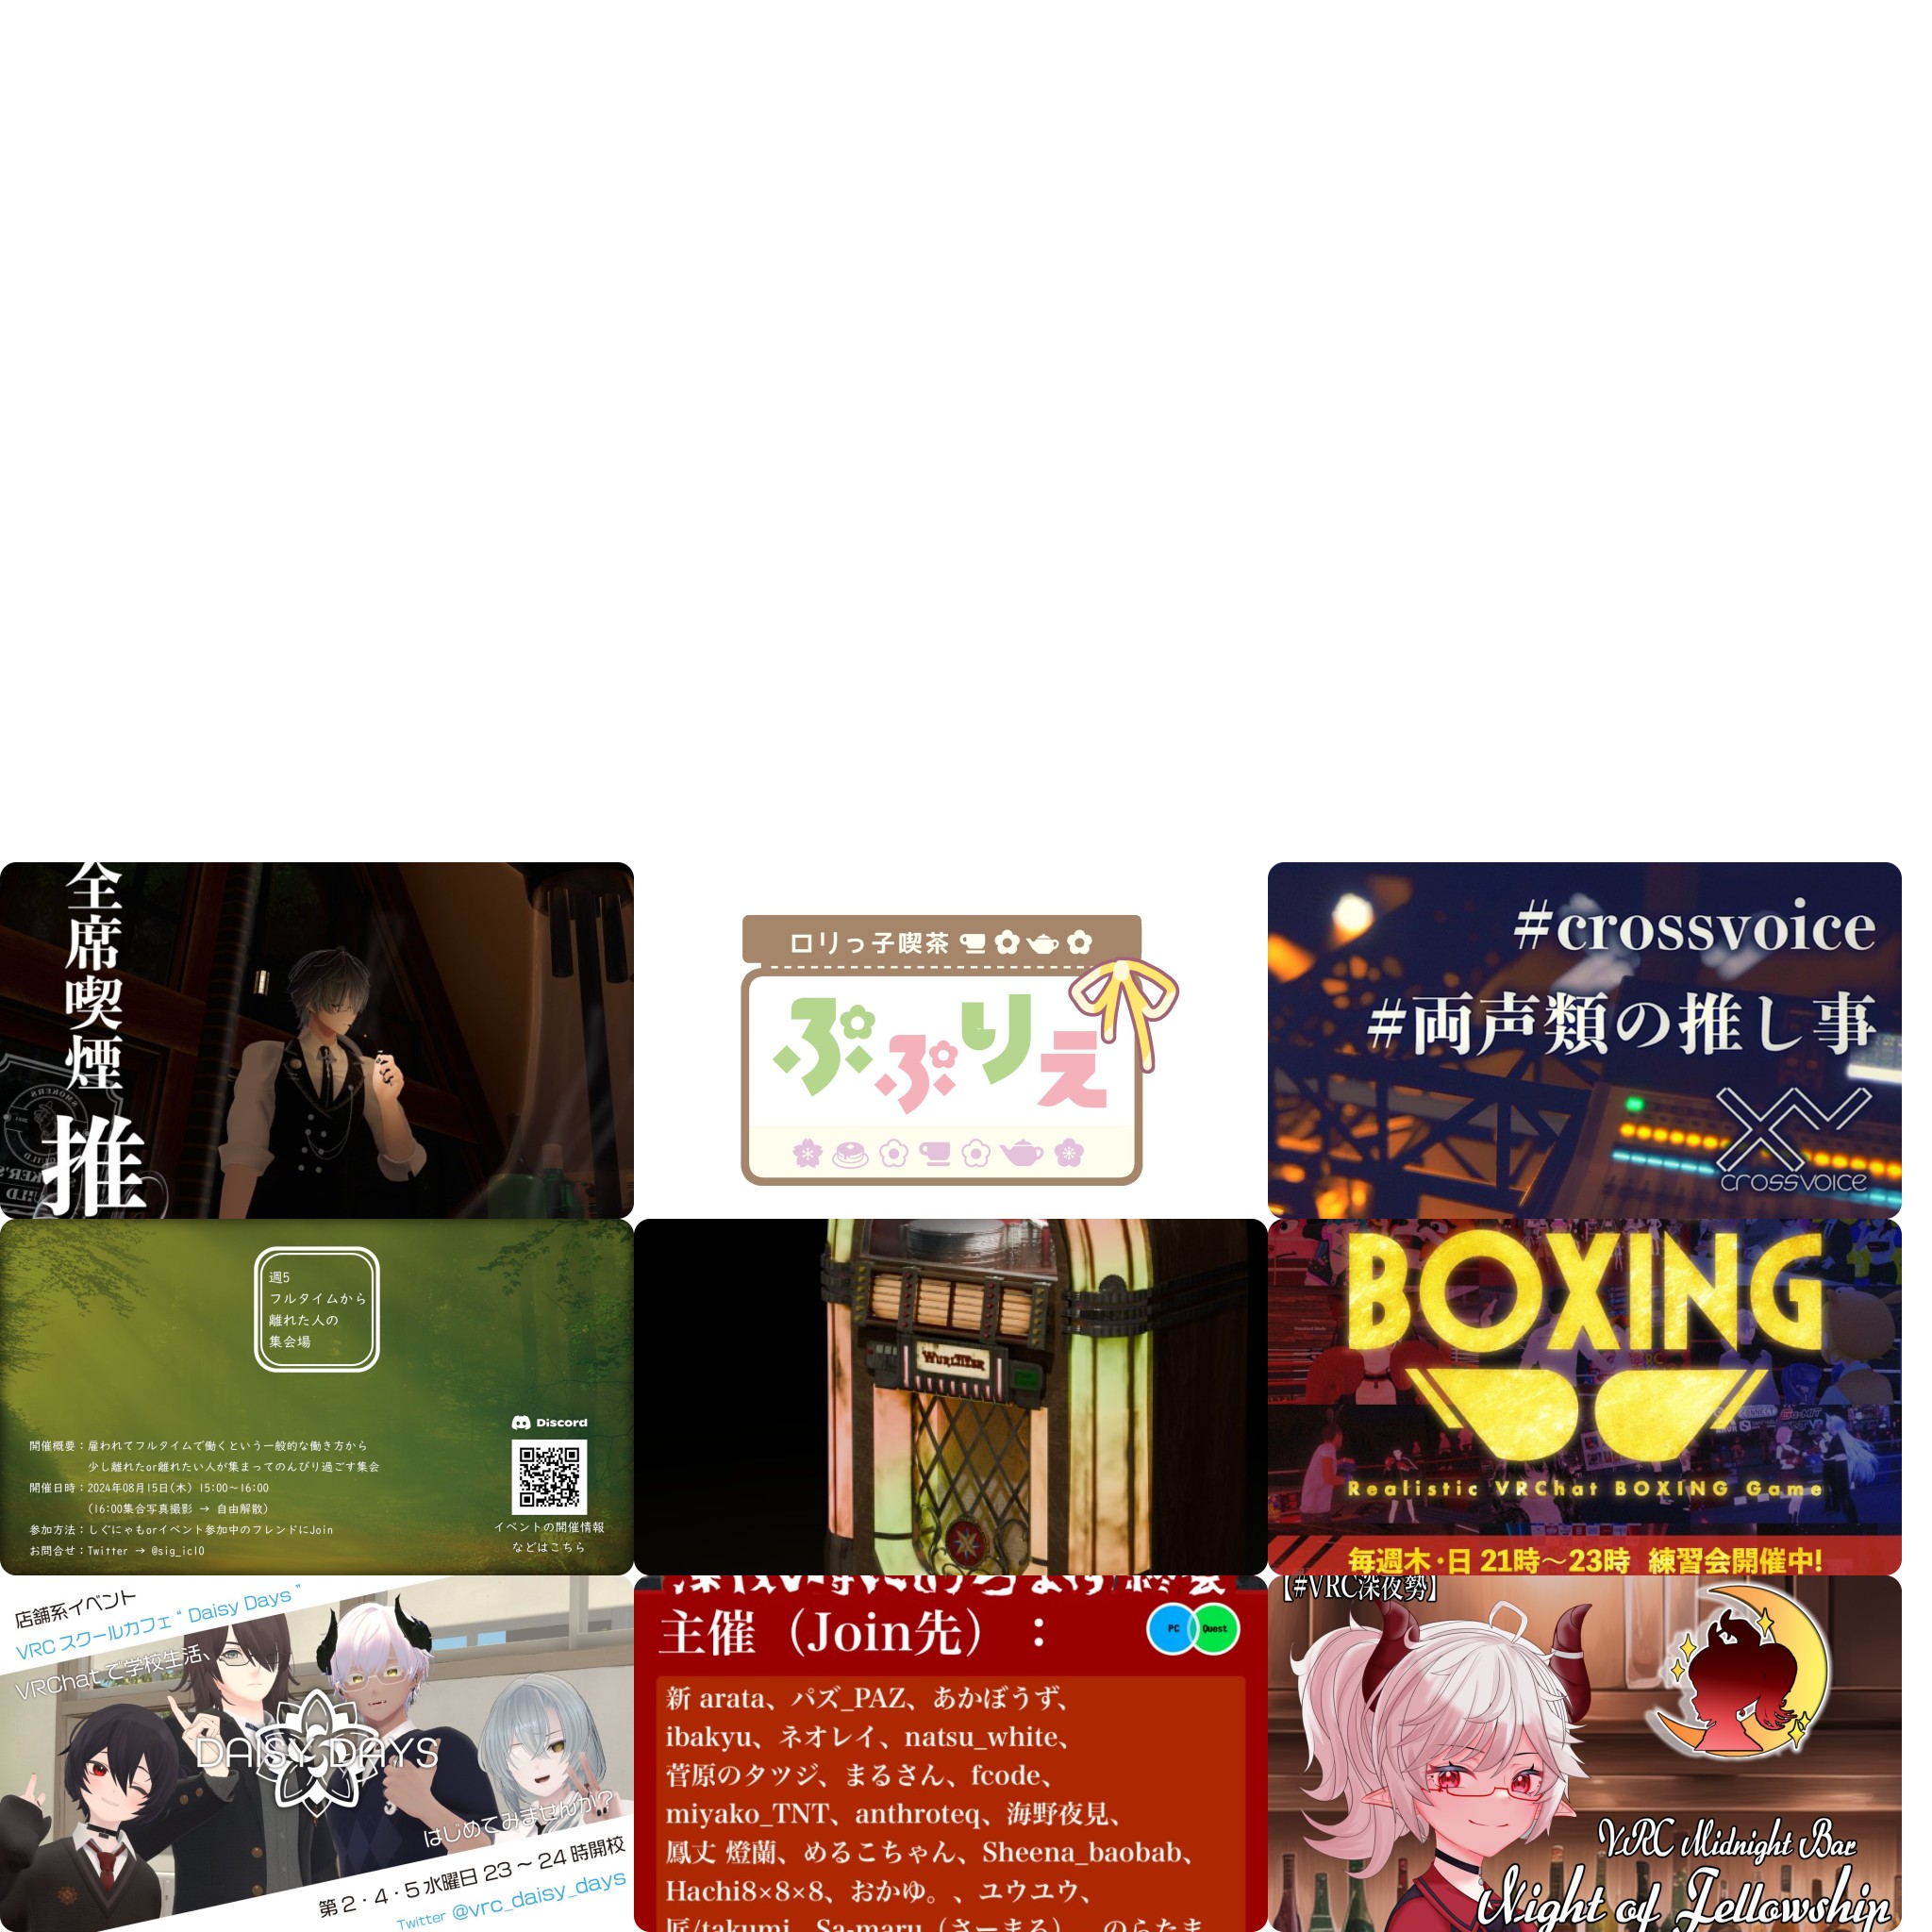 全席喫煙
推
ロリっ子喫茶
ぷぷりえ
#crossvoice
#両声類の推し事
crossvoice
週5
フルタイムから
離れた人の
集会場
Discord
開催概要：雇われてフルタイムで働くという一般的な働き方から
少し離れたor離れたい人が集まってのんびり過ごす集会
開催日時：2024年08月15日(木) 15:00～16:00
(16:00集合写真撮影 → 自由解散)
参加方法：しぐにゃもorイベント参加中のフレンドにJoin
お問合せ：Twitter → @sig_ic10
イベントの開催情報
などはこちら
WURLITZER
BOXING
Realistic VRChat BOXING Game
毎週木・日 21時～23時 練習会開催中!
店舗系イベント
VRC スクールカフェ “ Daisy Days ”
VRChat で学校生活、
DAISY DAYS
はじめてみませんか?
第 2・4・5 水曜日 23 ～ 24 時開校
Twitter @vrc_daisy_days
主催（Join先）：
PC Quest
新 arata、パズ_PAZ、あかぼうず、
ibakyu、ネオレイ、natsu_white、
菅原のタツジ、まるさん、fcode、
miyako_TNT、anthroteq、海野夜見、
鳳丈 燈蘭、めるこちゃん、Sheena_baobab、
Hachi8×8×8、おかゆ。、ユウユウ、
匠/takumi、Sa-maru（さーまる）、のらたま
【#VRC深夜勢】
VRC Midnight Bar
Night of Fellowship